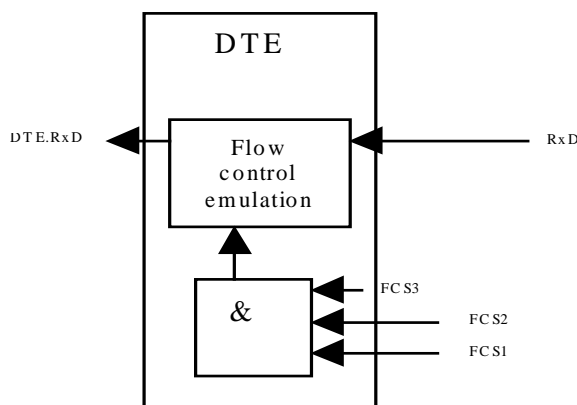 DTE
DTE.RxD
RxD
Flow
control
emulation
FCS3
&
FCS2
FCS1